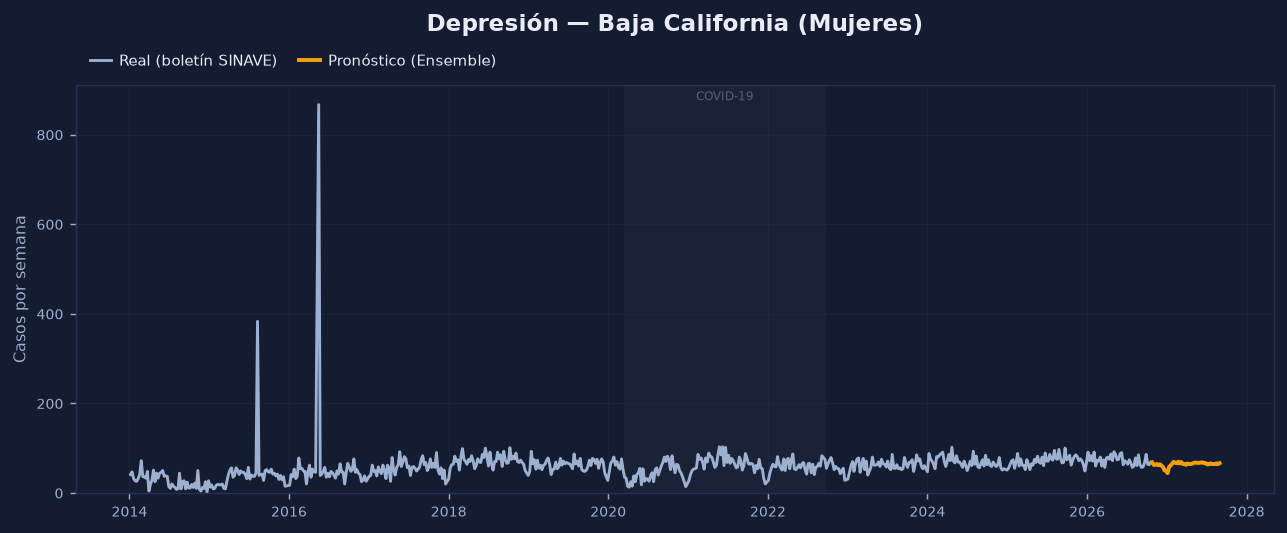 Depresión — Baja California (Mujeres)
Real (boletín SINAVE)
Pronóstico (Ensemble)
COVID-19
Casos por semana
800
600
400
200
0
2014
2016
2018
2020
2022
2024
2026
2028